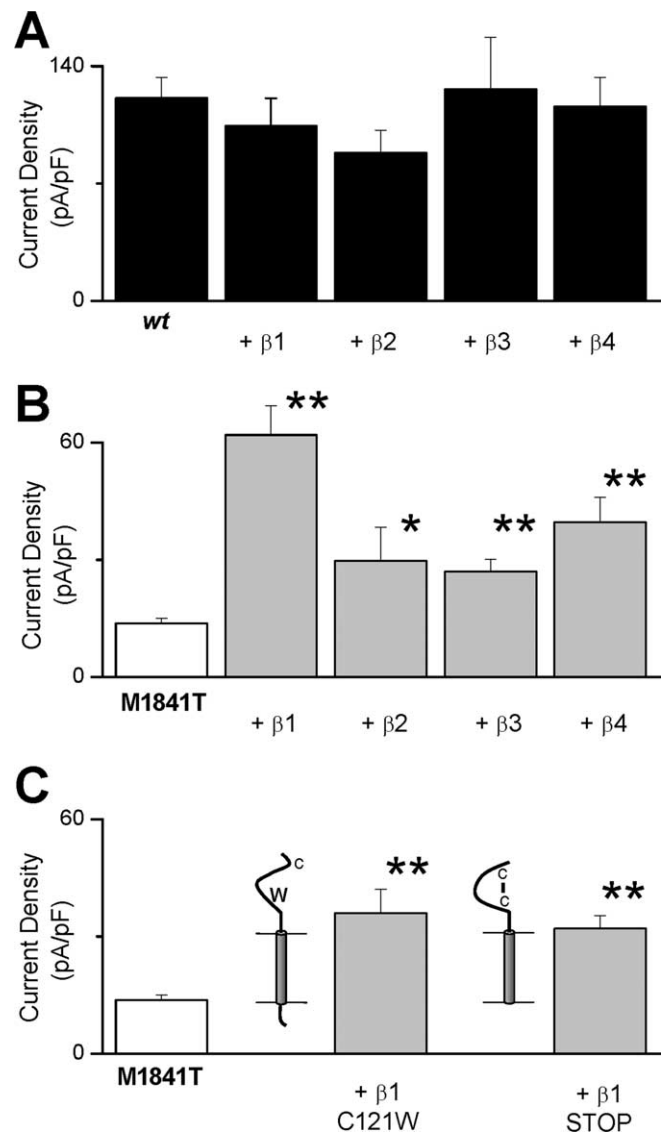 A
Current Density
(pA/pF)
140
0
wt
+ β1
+ β2
+ β3
+ β4
B
Current Density
(pA/pF)
60
0
**
*
**
**
M1841T
+ β1
+ β2
+ β3
+ β4
C
Current Density
(pA/pF)
60
0
C
W
**
C
C
**
M1841T
+ β1
C121W
+ β1
STOP